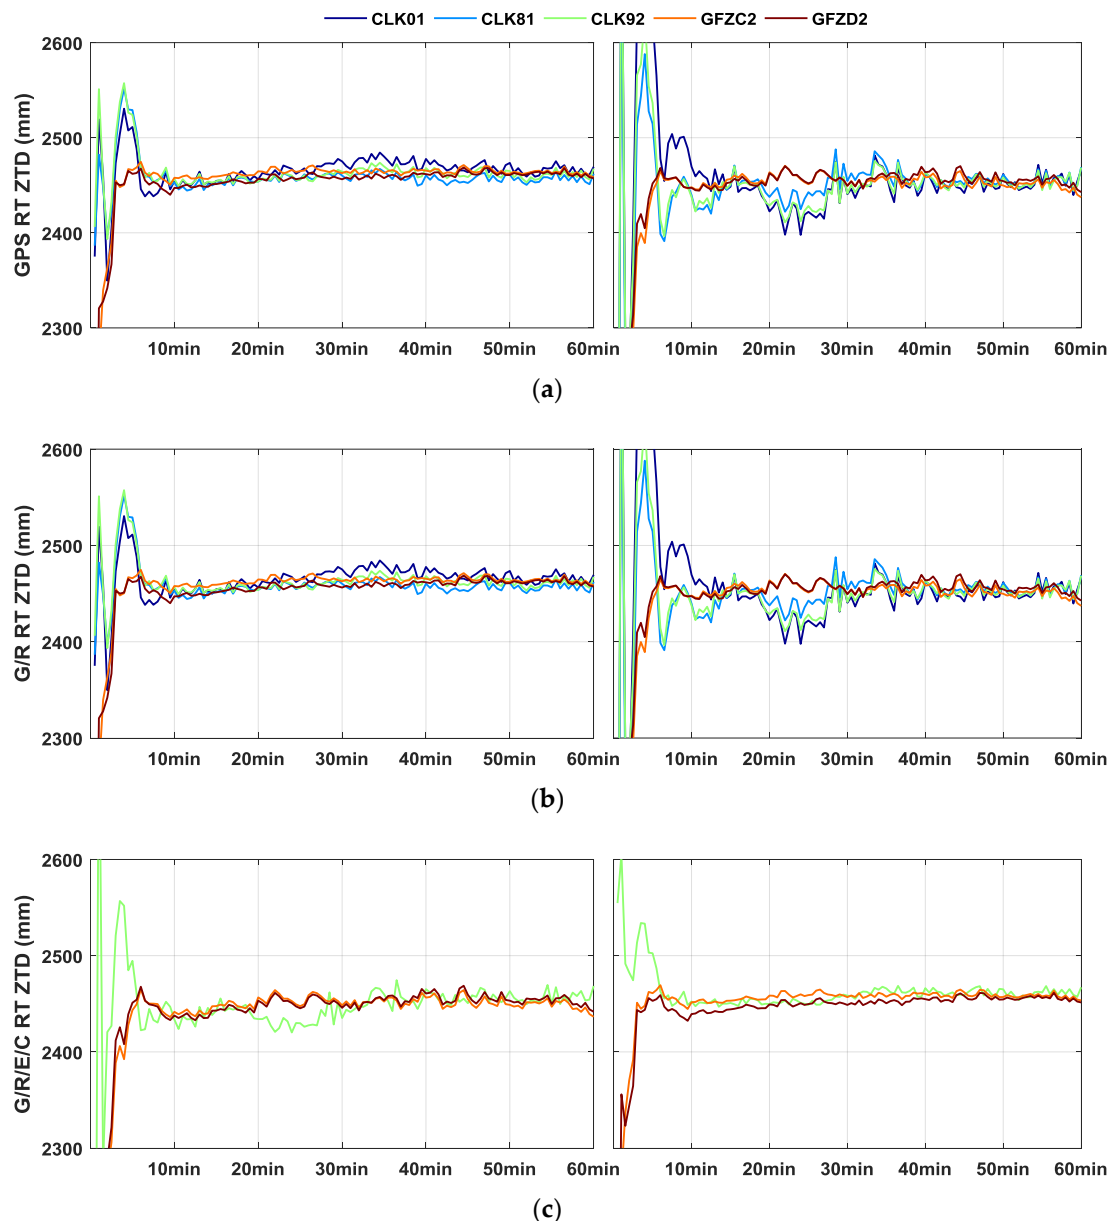 CLK01 CLK81 CLK92 GFZC2 GFZD2
GPS RT ZTD (mm)
2600
2500
2400
2300
10min 20min 30min 40min 50min 60min
10min 20min 30min 40min 50min 60min
(a)
G/R RT ZTD (mm)
2600
2500
2400
2300
10min 20min 30min 40min 50min 60min
10min 20min 30min 40min 50min 60min
(b)
G/R/E/C RT ZTD (mm)
2600
2500
2400
2300
10min 20min 30min 40min 50min 60min
10min 20min 30min 40min 50min 60min
(c)